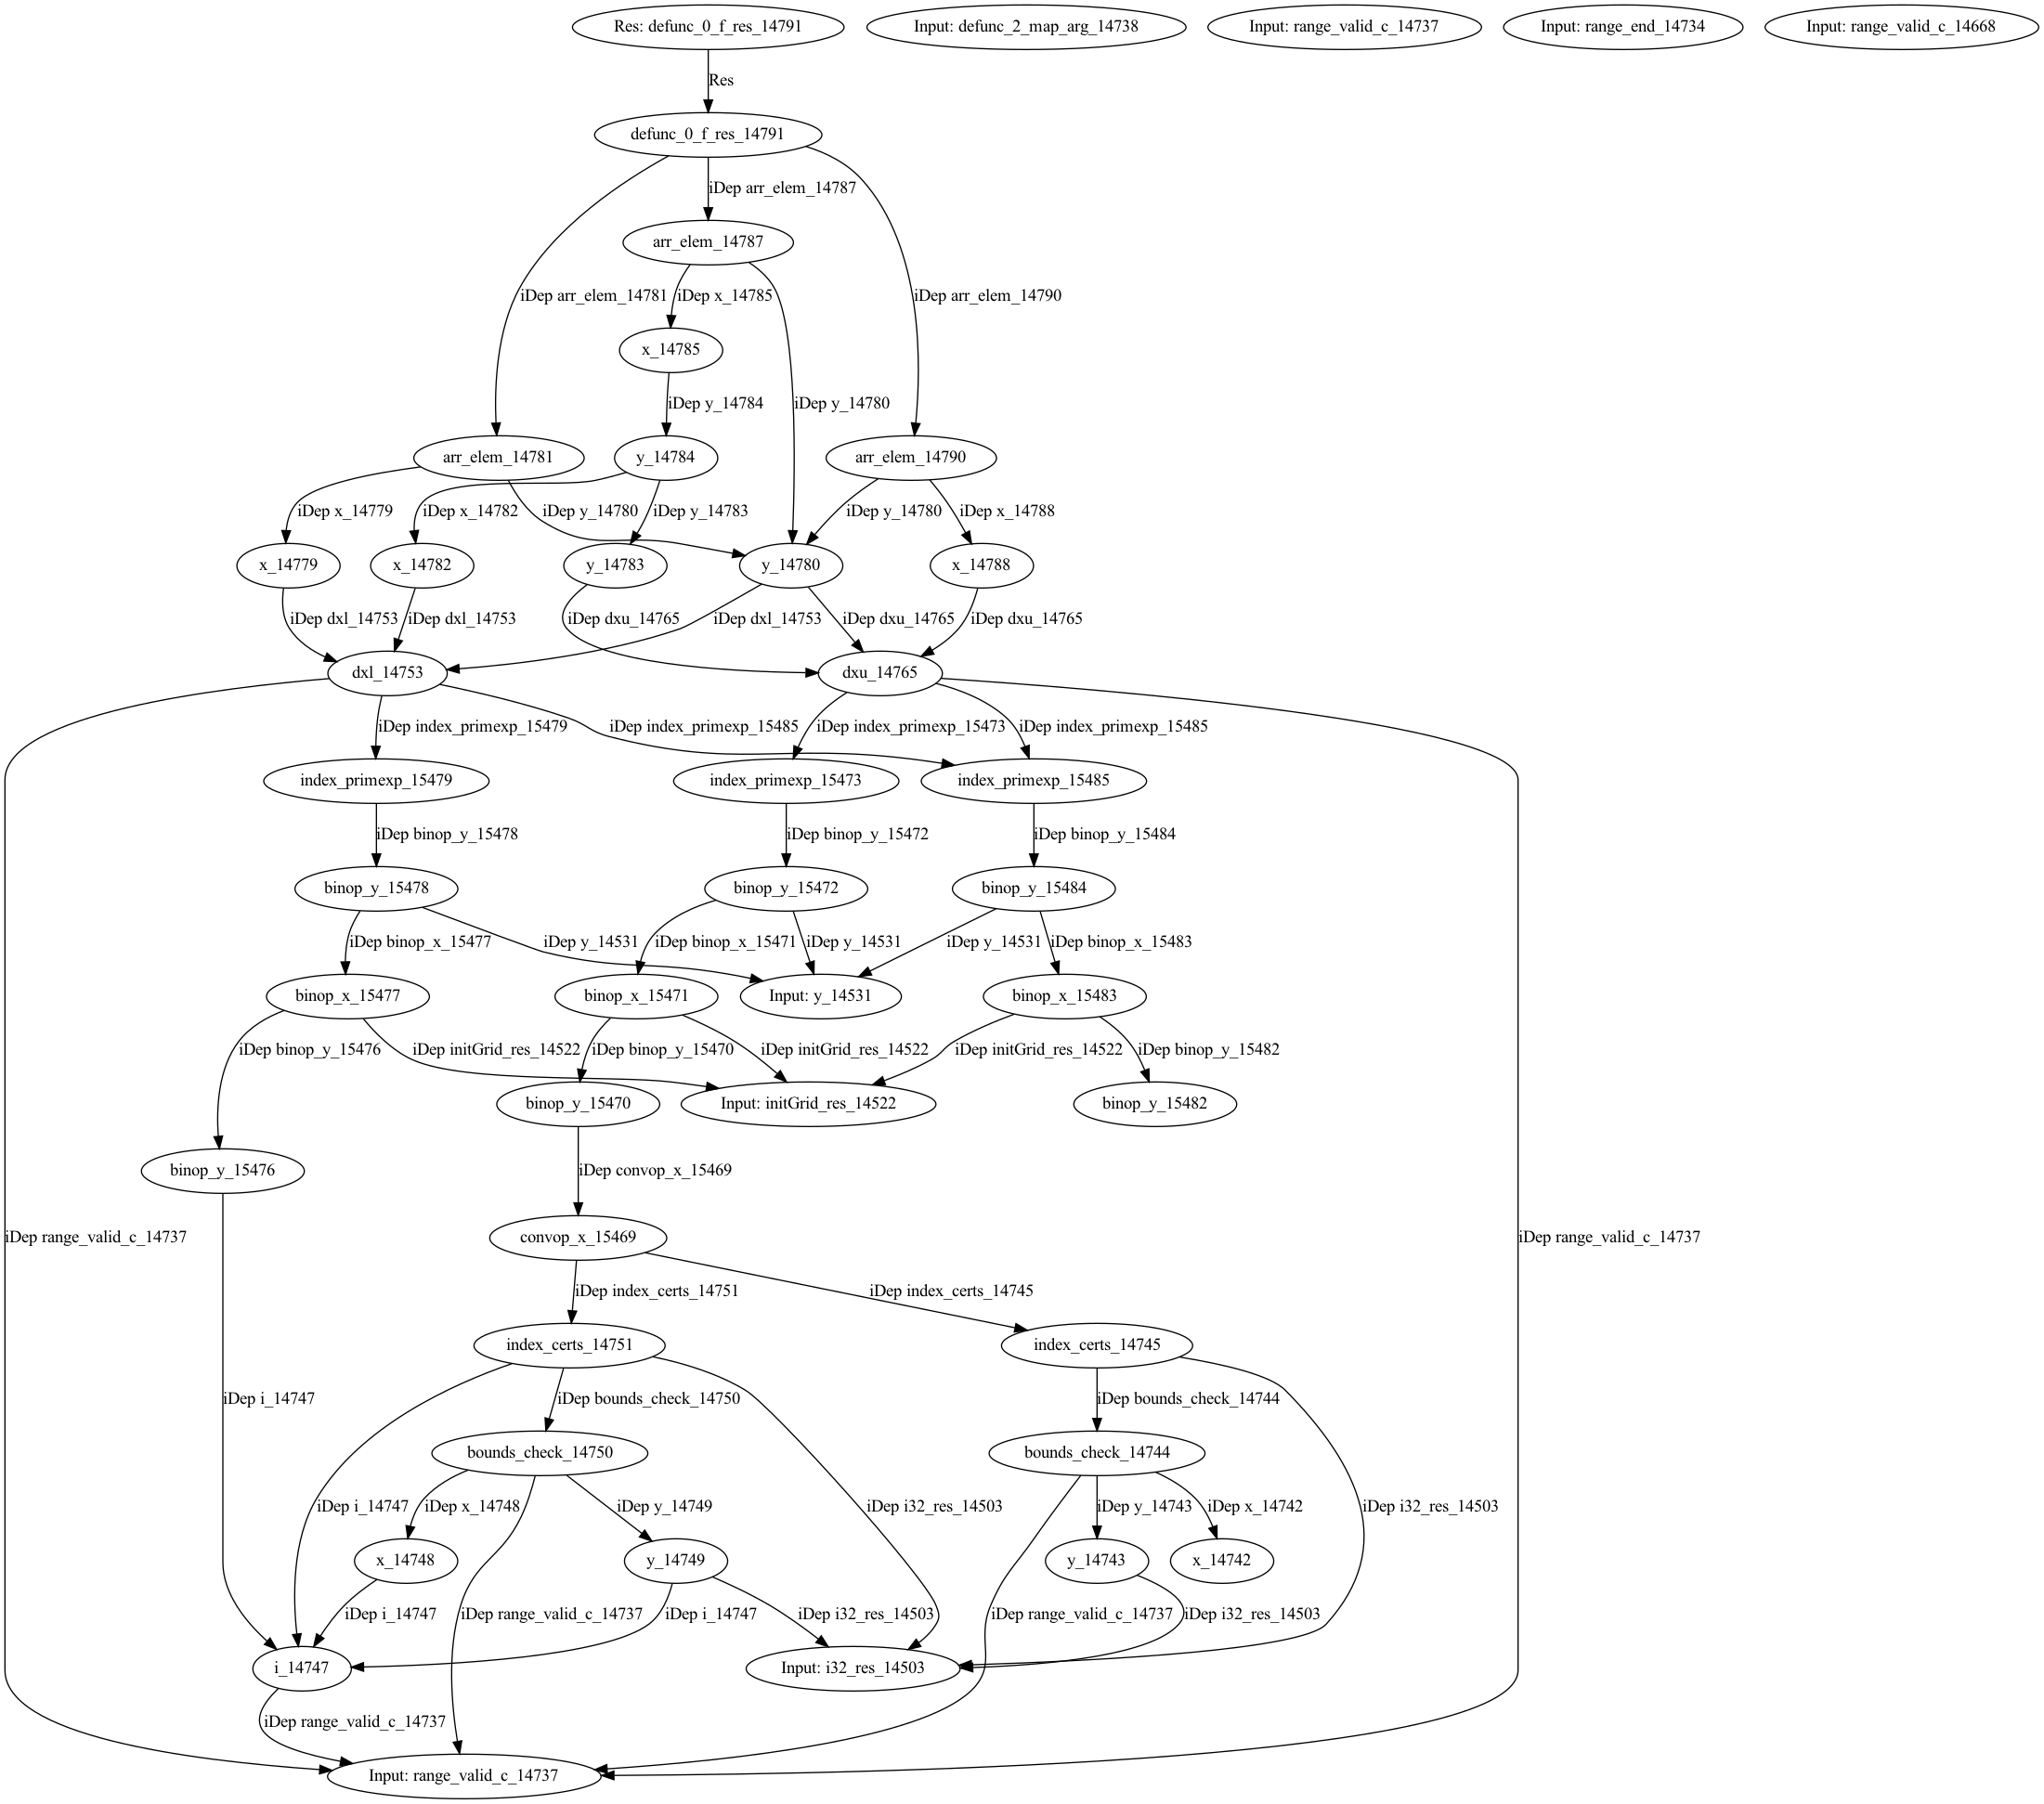 Res: defunc_0_f_res_14791
Input: defunc_2_map_arg_14738
Input: range_valid_c_14737
Input: range_end_14734
Input: range_valid_c_14668
Res
defunc_0_f_res_14791
iDep arr_elem_14787
arr_elem_14787
iDep arr_elem_14781
iDep x_14785
iDep arr_elem_14790
x_14785
iDep y_14784
iDep y_14780
arr_elem_14781
y_14784
arr_elem_14790
iDep x_14779
iDep x_14782
iDep y_14780
iDep y_14783
iDep y_14780
iDep x_14788
x_14779
x_14782
y_14783
y_14780
x_14788
iDep dxl_14753
iDep dxl_14753
iDep dxu_14765
iDep dxl_14753
iDep dxu_14765
iDep dxu_14765
dxl_14753
dxu_14765
iDep index_primexp_15479
iDep index_primexp_15485
iDep index_primexp_15473
iDep index_primexp_15485
index_primexp_15479
index_primexp_15473
index_primexp_15485
iDep binop_y_15478
iDep binop_y_15472
iDep binop_y_15484
binop_y_15478
binop_y_15472
binop_y_15484
iDep binop_x_15477
iDep y_14531
iDep binop_x_15471
iDep y_14531
iDep y_14531
iDep binop_x_15483
binop_x_15477
binop_x_15471
Input: y_14531
binop_x_15483
iDep binop_y_15476
iDep initGrid_res_14522
iDep binop_y_15470
iDep initGrid_res_14522
iDep initGrid_res_14522
iDep binop_y_15482
binop_y_15470
Input: initGrid_res_14522
binop_y_15482
binop_y_15476
iDep convop_x_15469
iDep range_valid_c_14737
convop_x_15469
iDep range_valid_c_14737
iDep index_certs_14751
iDep index_certs_14745
index_certs_14751
index_certs_14745
iDep i_14747
iDep bounds_check_14750
iDep bounds_check_14744
bounds_check_14750
bounds_check_14744
iDep i_14747
iDep x_14748
iDep y_14749
iDep i32_res_14503
iDep y_14743
iDep x_14742
iDep i32_res_14503
x_14748
y_14749
y_14743
x_14742
iDep i_14747
iDep range_valid_c_14737
iDep i_14747
iDep i32_res_14503
iDep range_valid_c_14737
iDep i32_res_14503
i_14747
Input: i32_res_14503
iDep range_valid_c_14737
Input: range_valid_c_14737